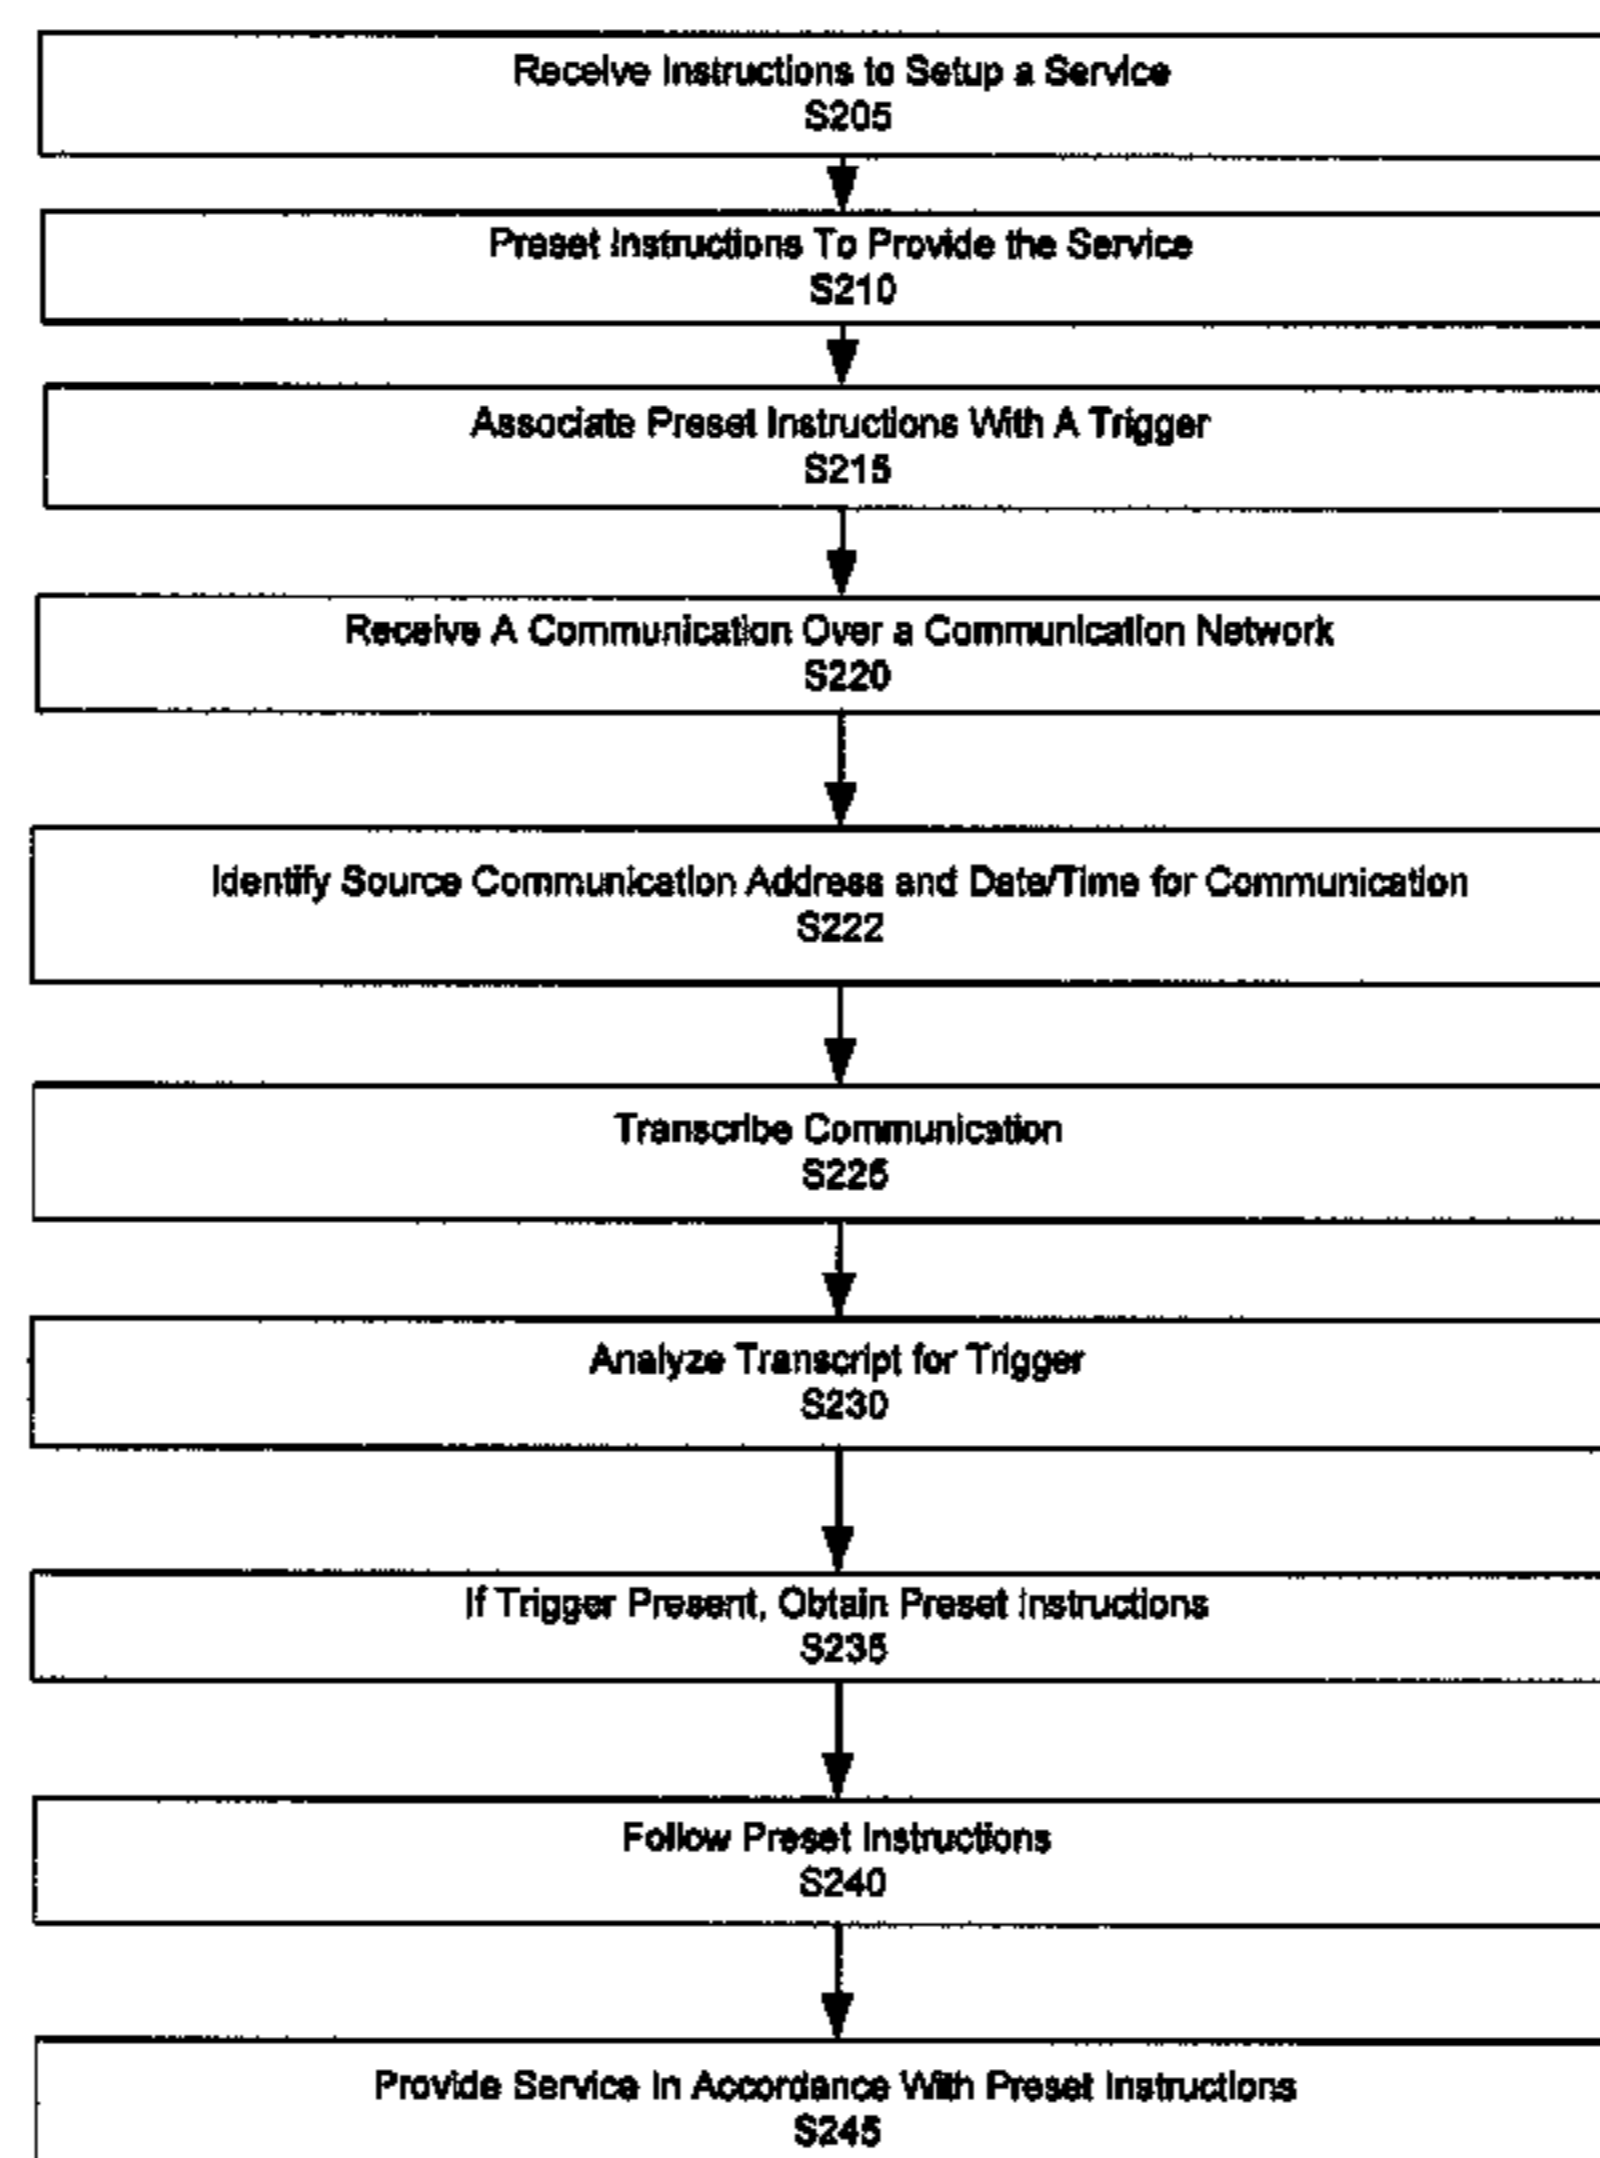 Receive Instructions to Setup a Service
S205
Preset Instructions To Provide the Service
S210
Associate Preset Instructions With A Trigger
S215
Receive A Communication Over a Communication Network
S220
Identify Source Communication Address and Date/Time for Communication
S222
Transcribe Communication
S225
Analyze Transcript for Trigger
S230
If Trigger Present, Obtain Preset Instructions
S235
Follow Preset Instructions
S240
Provide Service In Accordance With Preset Instructions
S245